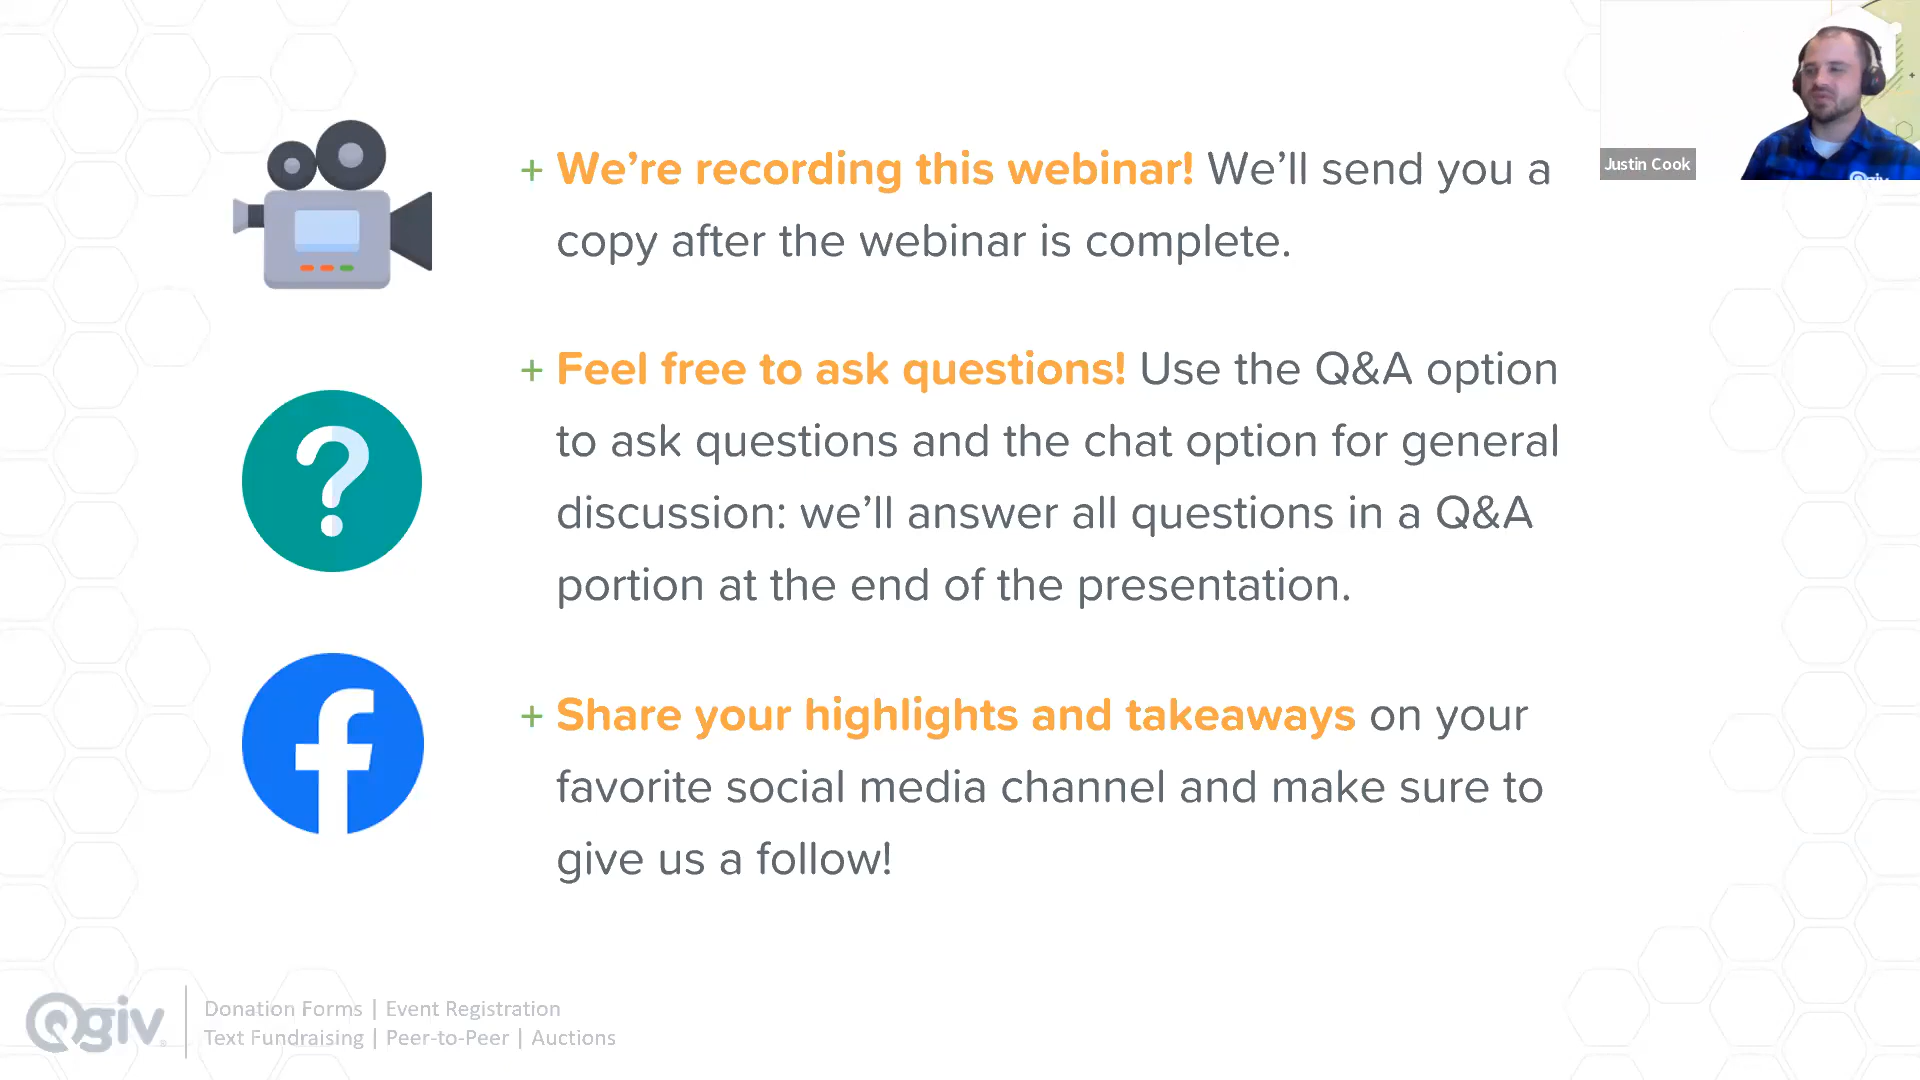 + We’re recording this webinar! We’ll send you a
copy after the webinar is complete.
Justin Cook
Qgiv
+ Feel free to ask questions! Use the Q&A option
to ask questions and the chat option for general
discussion: we’ll answer all questions in a Q&A
portion at the end of the presentation.
+ Share your highlights and takeaways on your
favorite social media channel and make sure to
give us a follow!
Qgiv®
Donation Forms | Event Registration
Text Fundraising | Peer-to-Peer | Auctions